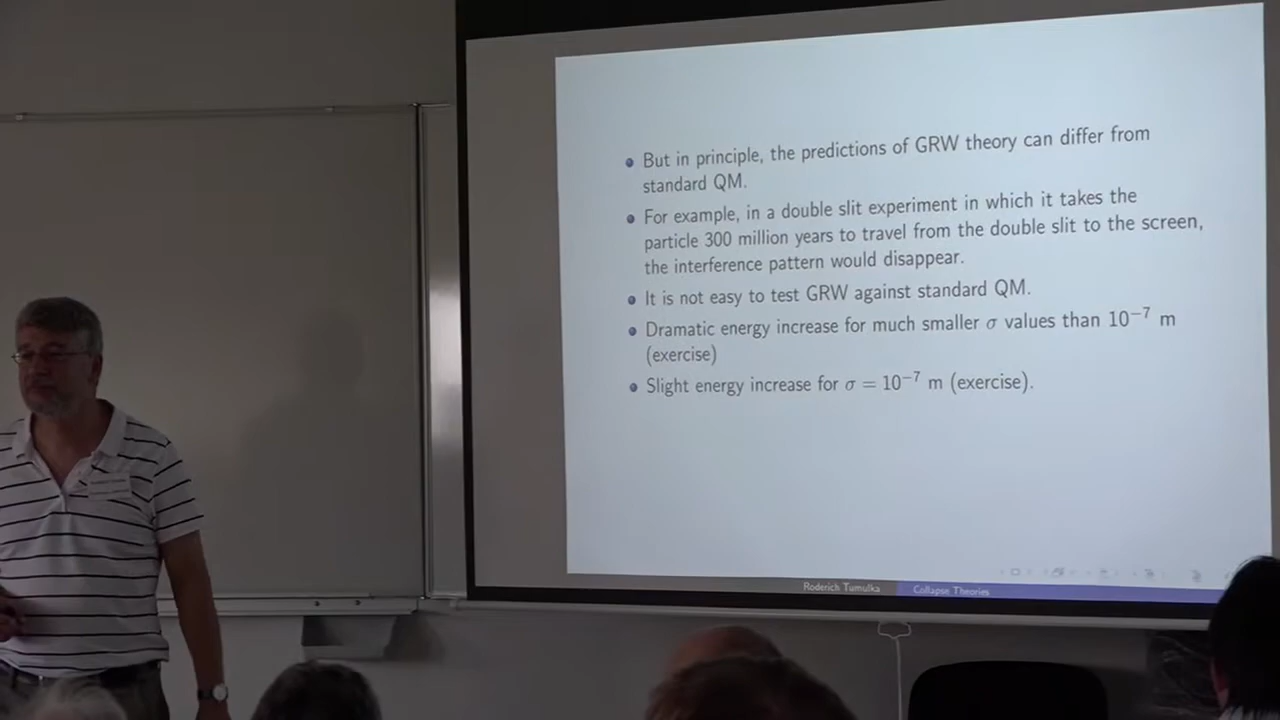 But in principle, the predictions of GRW theory can differ from
standard QM.
For example, in a double slit experiment in which it takes the
particle 300 million years to travel from the double slit to the screen,
the interference pattern would disappear.
It is not easy to test GRW against standard QM.
Dramatic energy increase for much smaller σ values than 10⁻⁷ m
(exercise)
Slight energy increase for σ = 10⁻⁷ m (exercise).
Roderich Tumulka
Collapse Theories